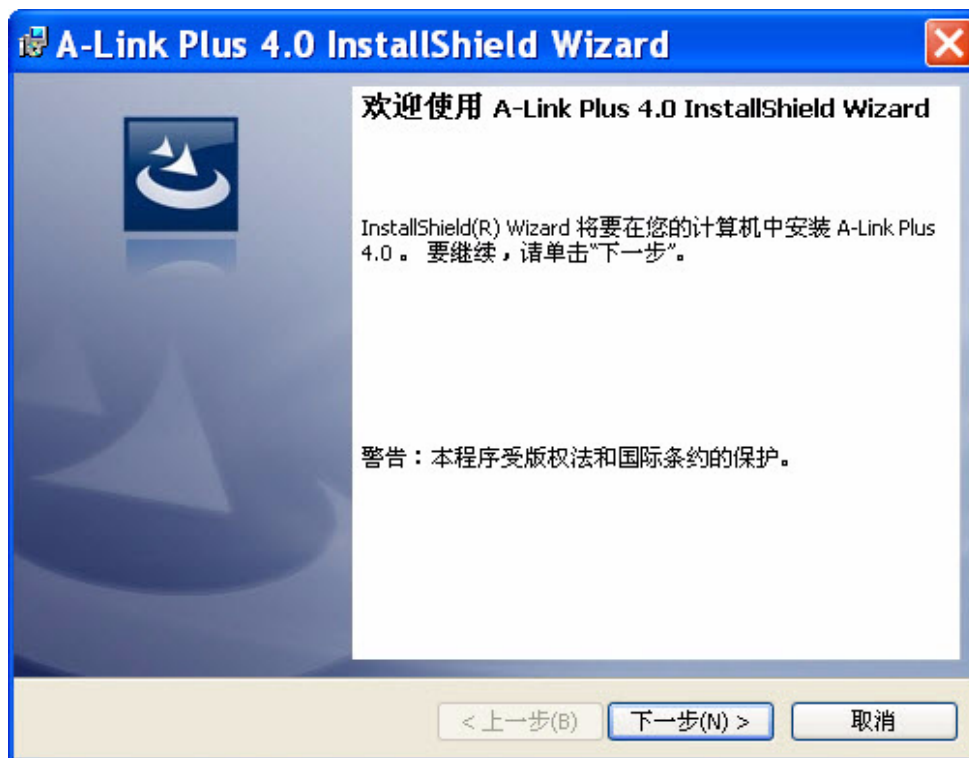 A-Link Plus 4.0 InstallShield Wizard
欢迎使用 A-Link Plus 4.0 InstallShield Wizard
InstallShield(R) Wizard 将要在您的计算机中安装 A-Link Plus
4.0 。 要继续，请单击“下一步”。
警告：本程序受版权法和国际条约的保护。
< 上一步(B)
下一步(N) >
取消